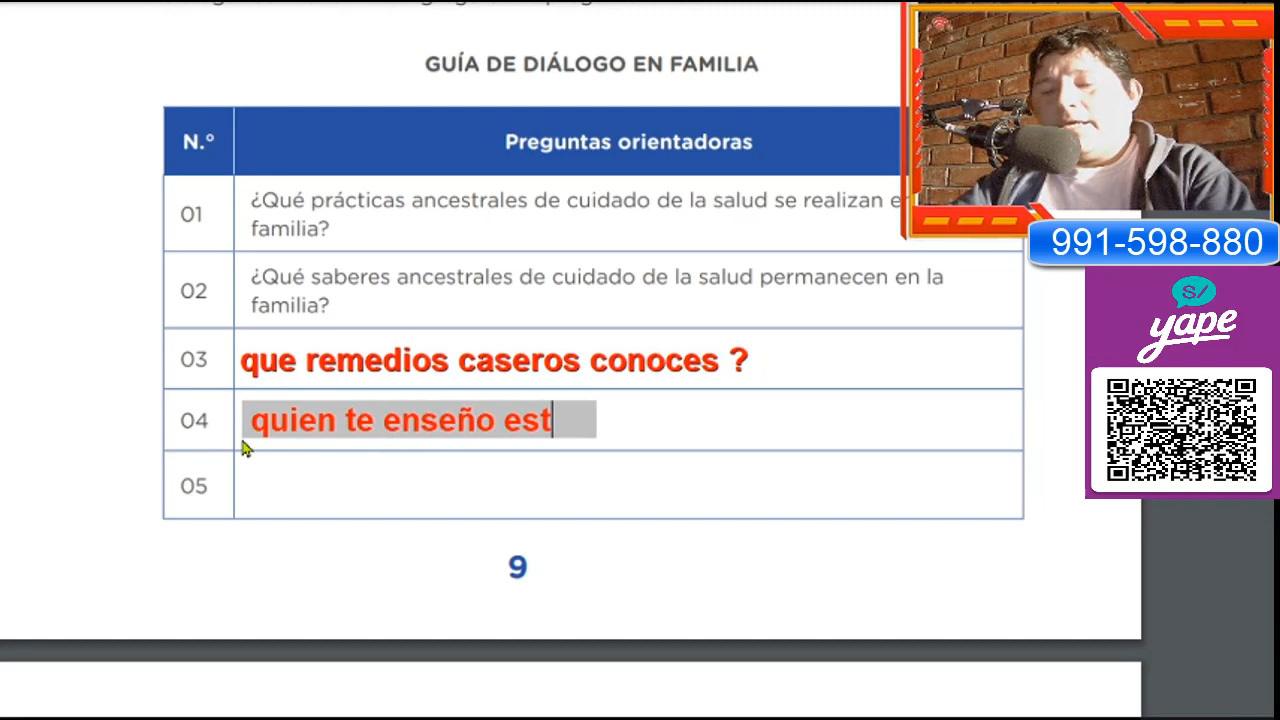 GUÍA DE DIÁLOGO EN FAMILIA
N.°
Preguntas orientadoras
01
¿Qué prácticas ancestrales de cuidado de la salud se realizan
familia?
02
¿Qué saberes ancestrales de cuidado de la salud permanecen en la
familia?
03
que remedios caseros conoces ?
04
quien te enseño est
05
9
991-598-880
S/
yape